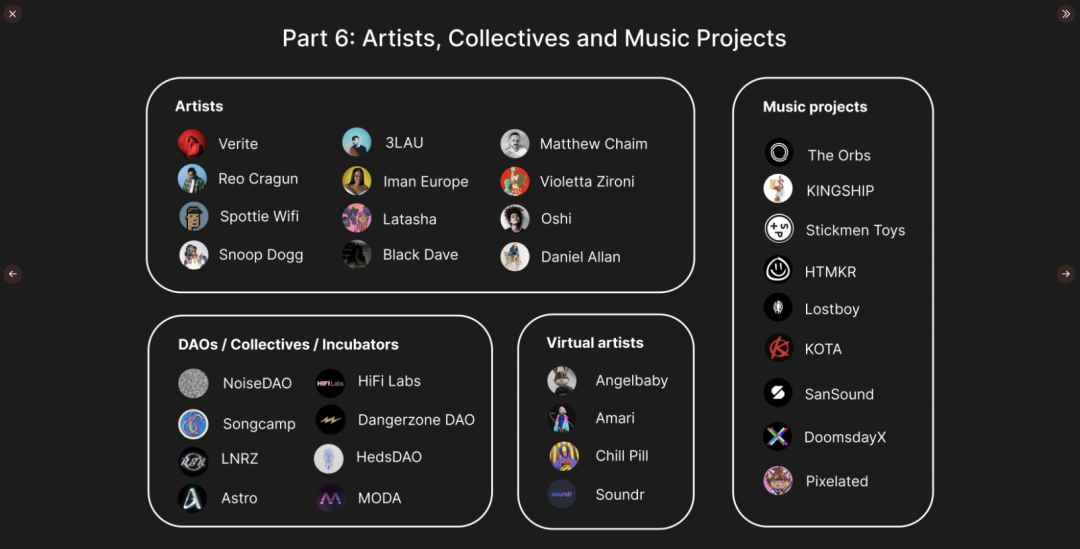 Part 6: Artists, Collectives and Music Projects
Artists
Verite
3LAU
Matthew Chaim
Reo Cragun
Iman Europe
Violetta Zironi
Spottie Wifi
Latasha
Oshi
Snoop Dogg
Black Dave
Daniel Allan
Music projects
The Orbs
KINGSHIP
Stickmen Toys
HTMKR
Lostboy
KOTA
SanSound
DoomsdayX
Pixelated
DAOs / Collectives / Incubators
NoiseDAO
HIFI Labs
HiFi Labs
Songcamp
Dangerzone DAO
LNRZ
HedsDAO
Astro
MODA
Virtual artists
Angelbaby
Amari
Chill Pill
soundr
Soundr